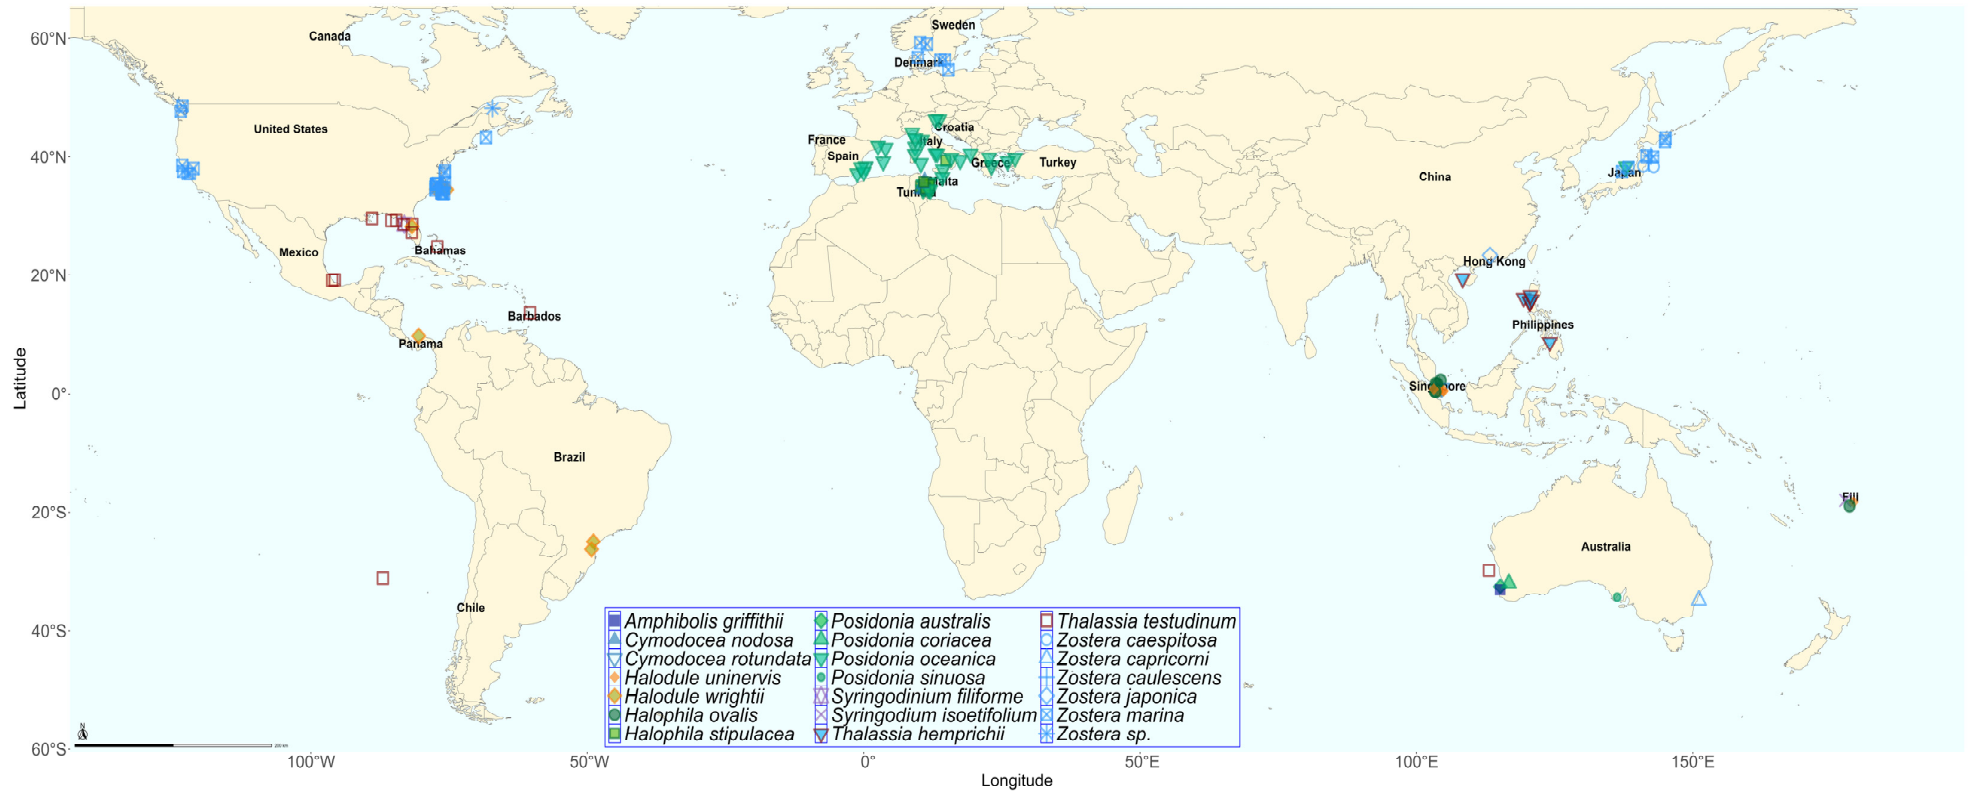 60°N
40°N
20°N
0°
20°S
40°S
60°S
Latitude
Canada
United States
Mexico
Bahamas
Barbados
Panama
Brazil
Chile
Sweden
Denmark
France
Spain
Croatia
Italy
Greece
Turkey
Malta
China
Japan
Hong Kong
Philippines
Australia
N
Amphibolis griffithii
Cymodocea nodosa
Cymodocea rotundata
Halodule uninervis
Halodule wrightii
Halophila ovalis
Halophila stipulacea
Posidonia australis
Posidonia coriacea
Posidonia oceanica
Posidonia sinuosa
Syringodinium filiforme
Syringodium isoetifolium
Thalassia hemprichii
Thalassia testudinum
Zostera caespitosa
Zostera capricorni
Zostera caulescens
Zostera japonica
Zostera marina
Zostera sp.
100°W
50°W
0°
50°E
100°E
150°E
Longitude